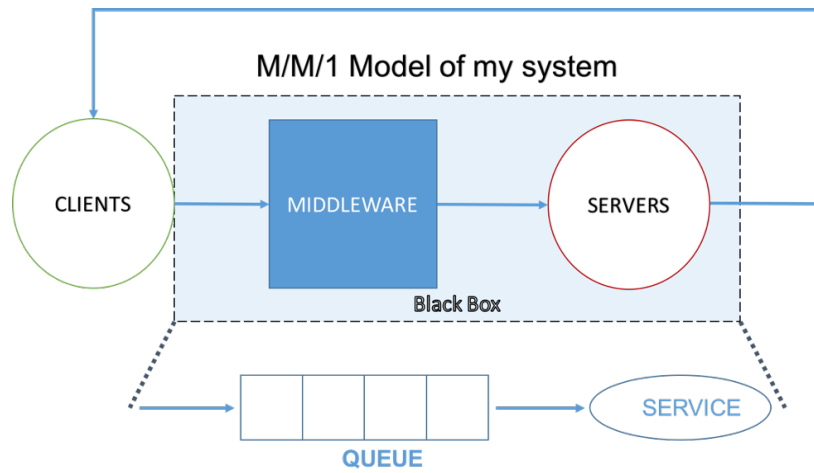 M/M/1 Model of my system
CLIENTS
MIDDLEWARE
SERVERS
Black Box
SERVICE
QUEUE